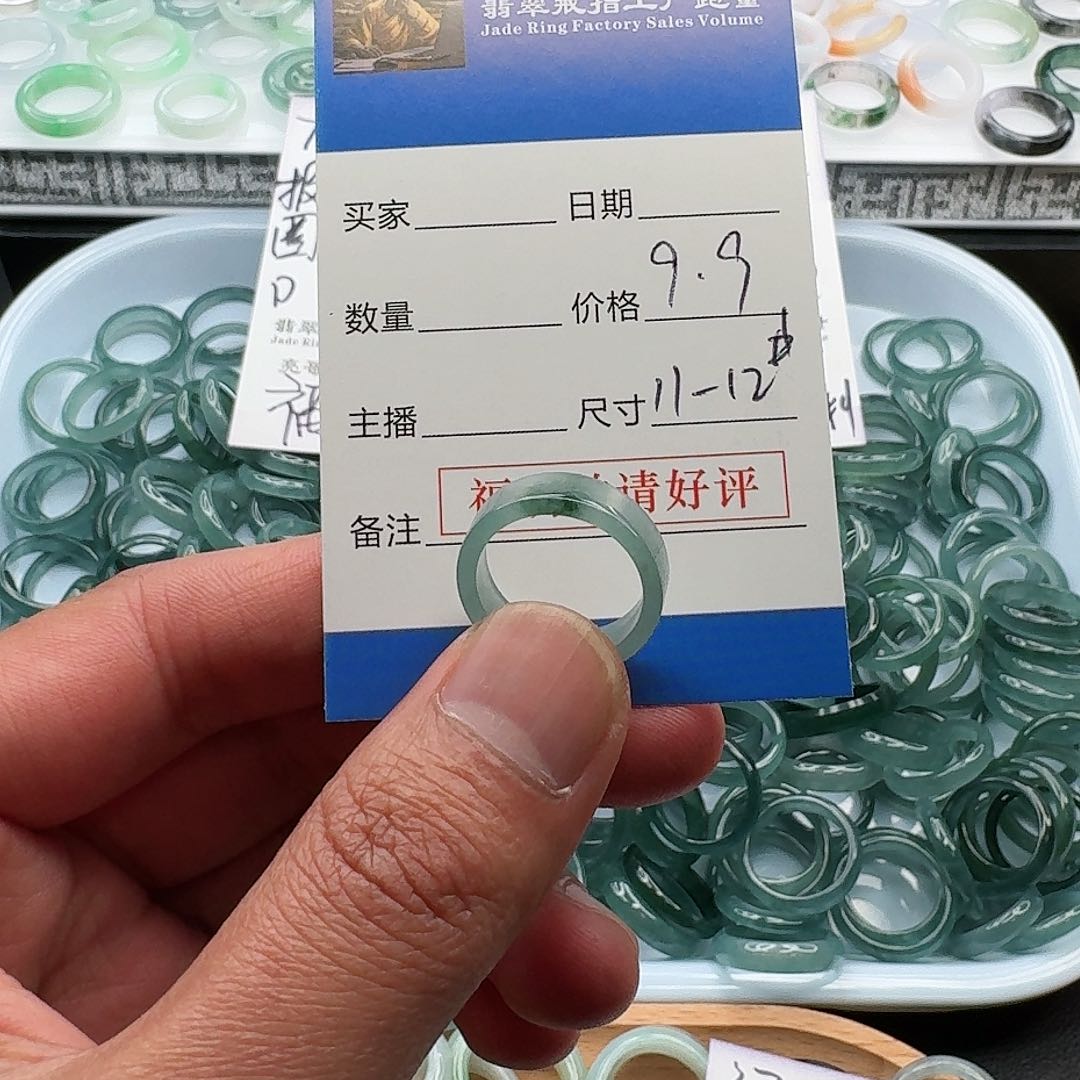 翡翠戒指工厂跑量
Jade Ring Factory Sales Volume
买家 日期
数量 价格 9.9
主播 尺寸 11-12
请好评
备注